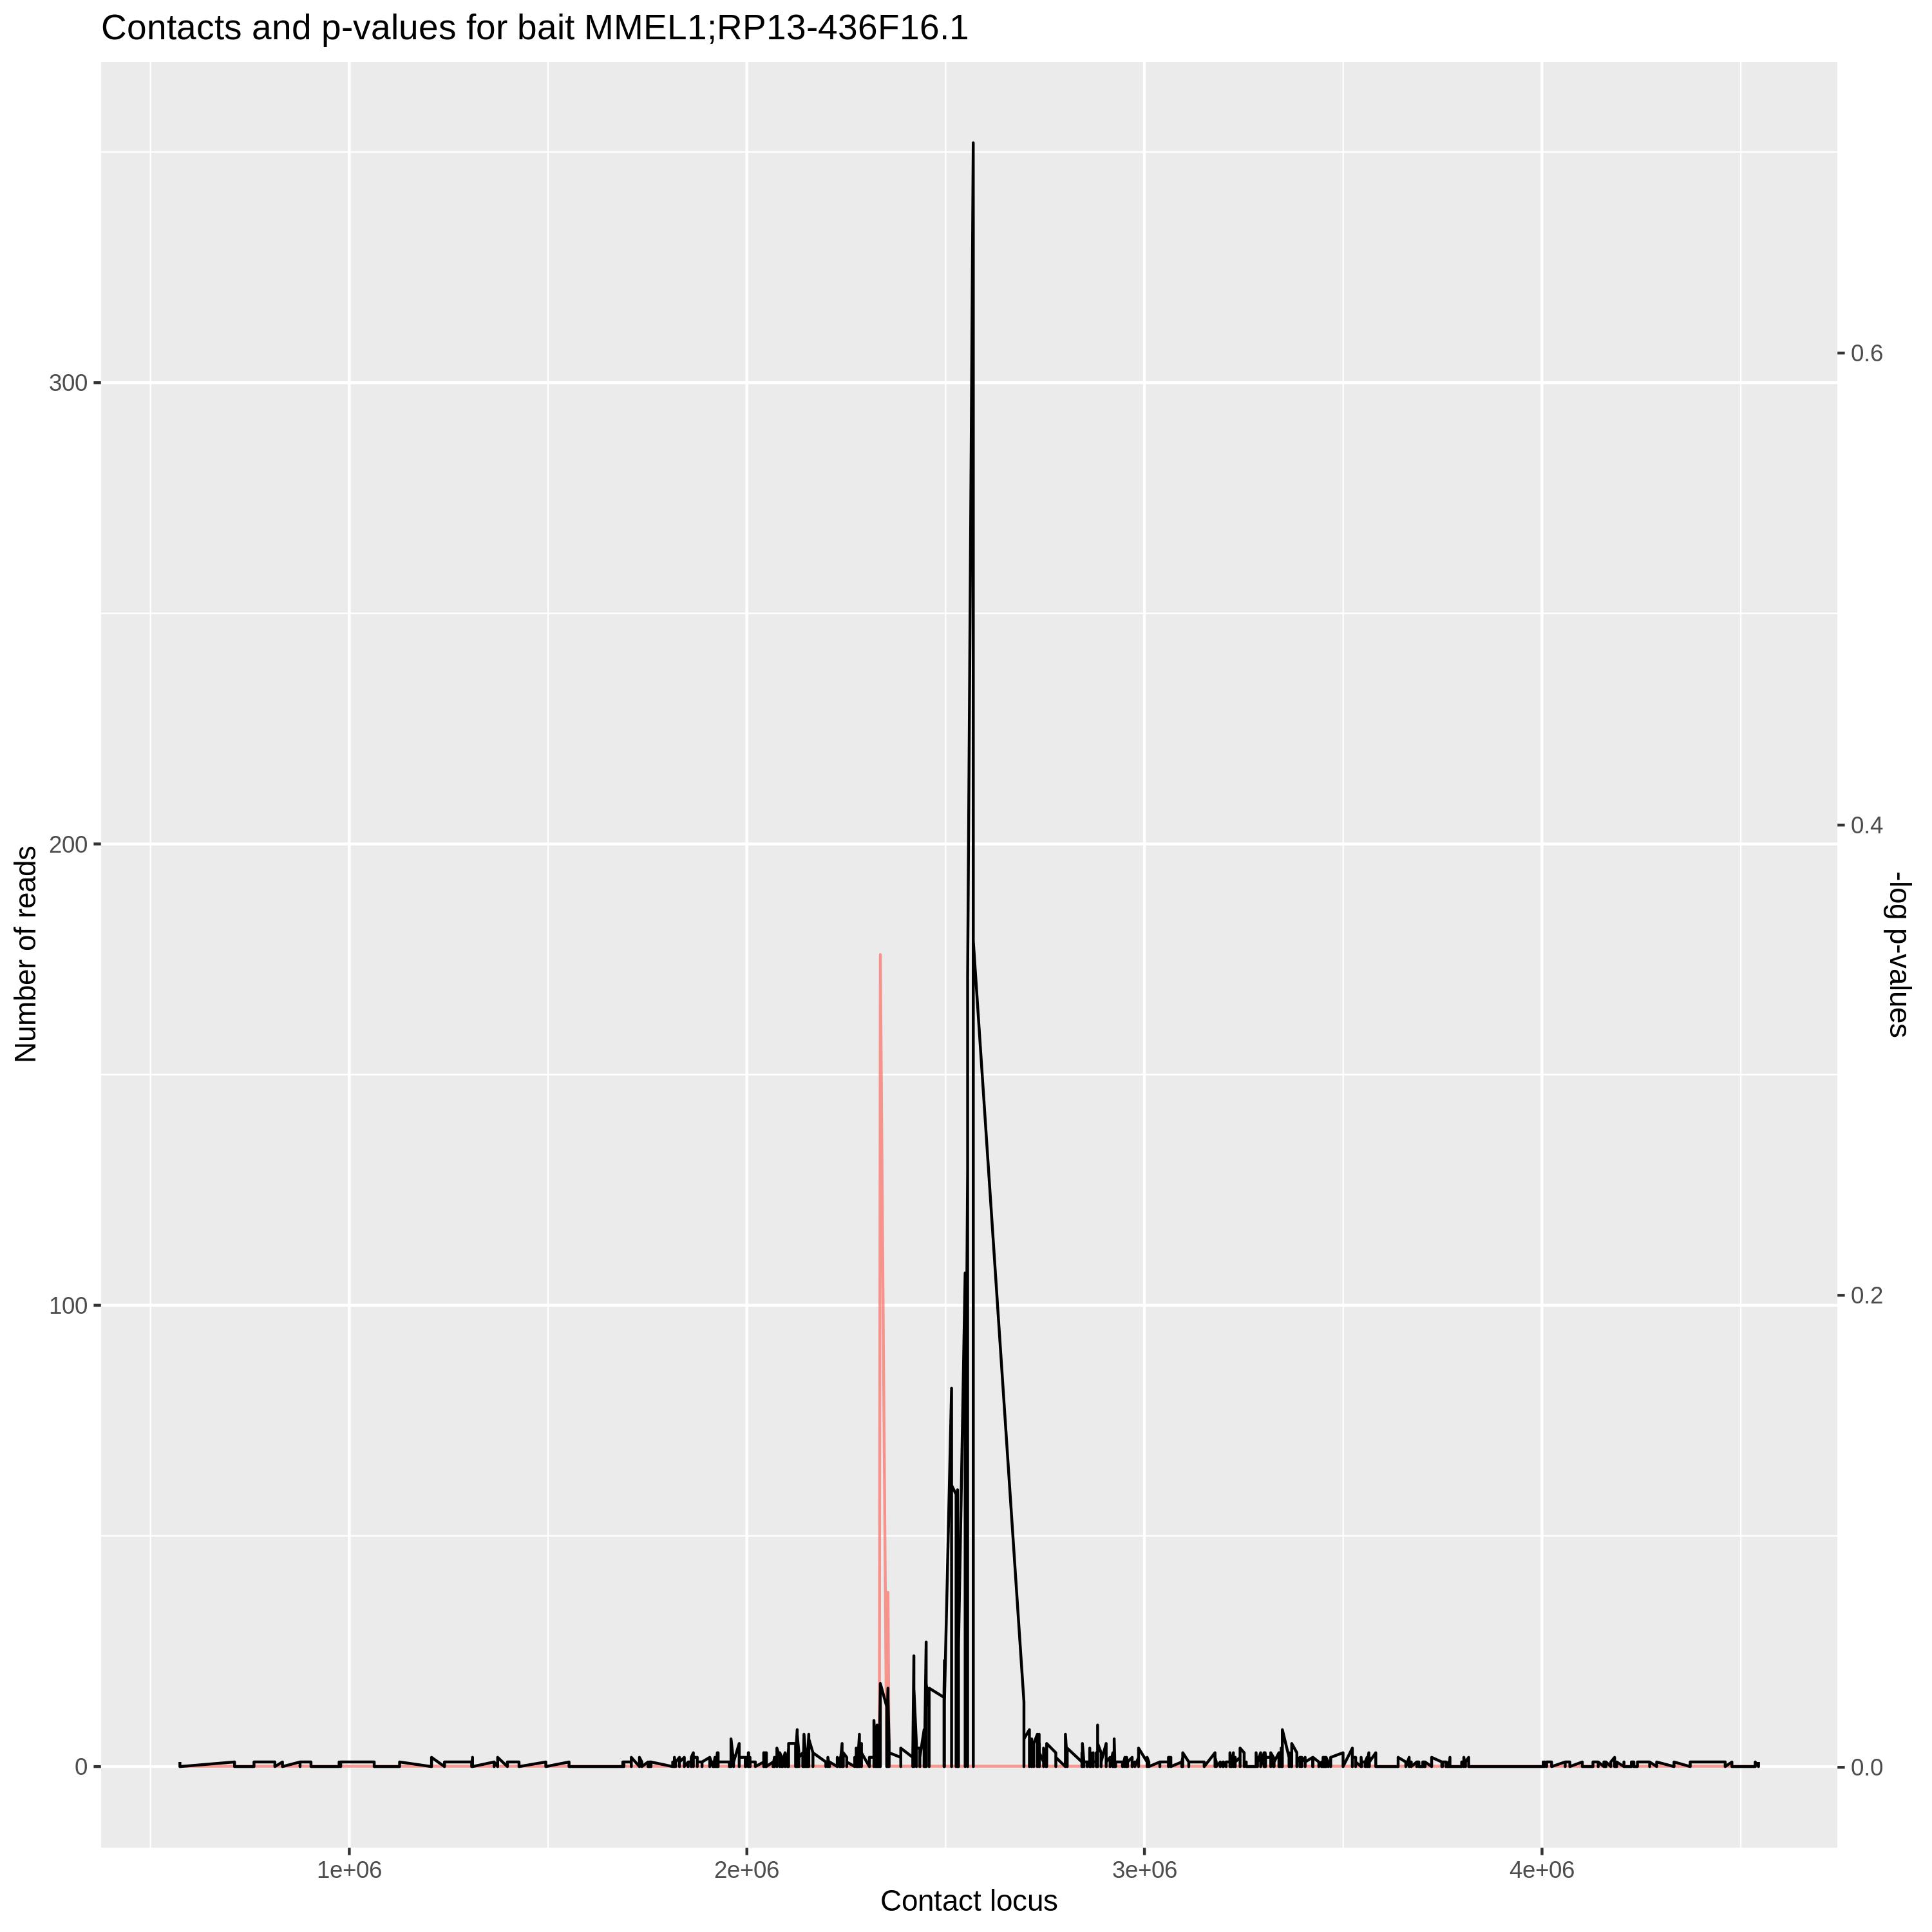 Contacts and p-values for bait MMEL1;RP13-436F16.1
300
200
100
0
Number of reads
0.6
0.4
0.2
0.0
-log p-values
1e+06
2e+06
3e+06
4e+06
Contact locus